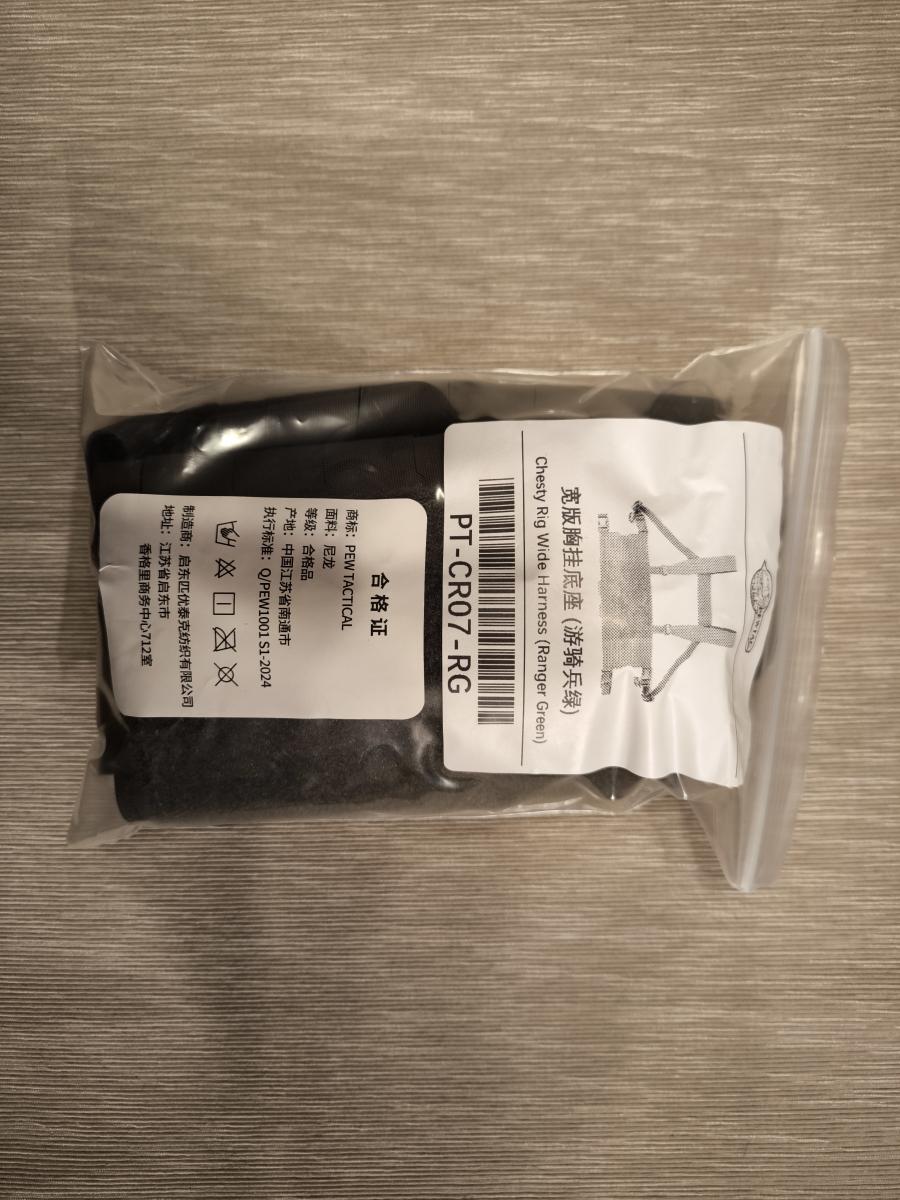 宽版胸挂底座 (游骑兵绿)
Chesty Rig Wide Harness (Ranger Green)
PT-CR07-RG
合格证
商标：PEW TACTICAL
面料：尼龙
等级：合格品
产地：中国江苏省南通市
执行标准：Q/PEW1001 S1-2024
制造商：启东匹优泰克纺织有限公司
地址：江苏省启东市
香格里商务中心712室